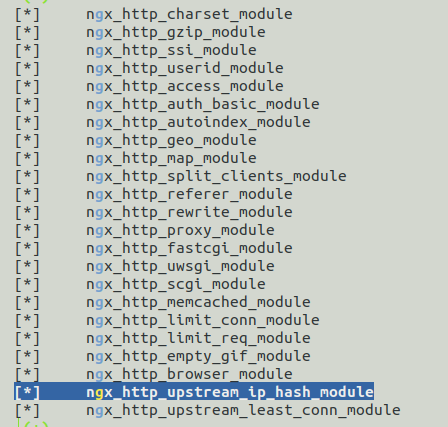 [*] ngx_http_charset_module
[*] ngx_http_gzip_module
[*] ngx_http_ssi_module
[*] ngx_http_userid_module
[*] ngx_http_access_module
[*] ngx_http_auth_basic_module
[*] ngx_http_autoindex_module
[*] ngx_http_geo_module
[*] ngx_http_map_module
[*] ngx_http_split_clients_module
[*] ngx_http_referer_module
[*] ngx_http_rewrite_module
[*] ngx_http_proxy_module
[*] ngx_http_fastcgi_module
[*] ngx_http_uwsgi_module
[*] ngx_http_scgi_module
[*] ngx_http_memcached_module
[*] ngx_http_limit_conn_module
[*] ngx_http_limit_req_module
[*] ngx_http_empty_gif_module
[*] ngx_http_browser_module
[*] ngx_http_upstream_ip_hash_module
[*] ngx_http_upstream_least_conn_module